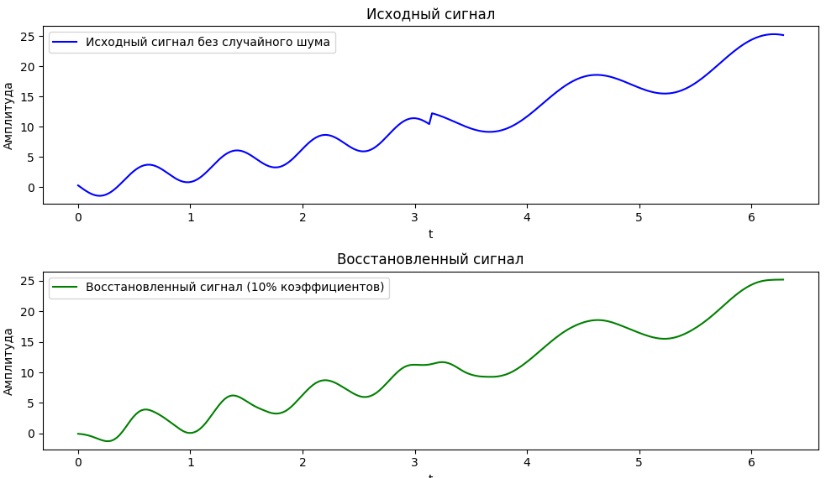 Исходный сигнал
Исходный сигнал без случайного шума
Амплитуда
25
20
15
10
5
0
0 1 2 3 4 5 6
t
Восстановленный сигнал
Восстановленный сигнал (10% коэффициентов)
Амплитуда
25
20
15
10
5
0
0 1 2 3 4 5 6